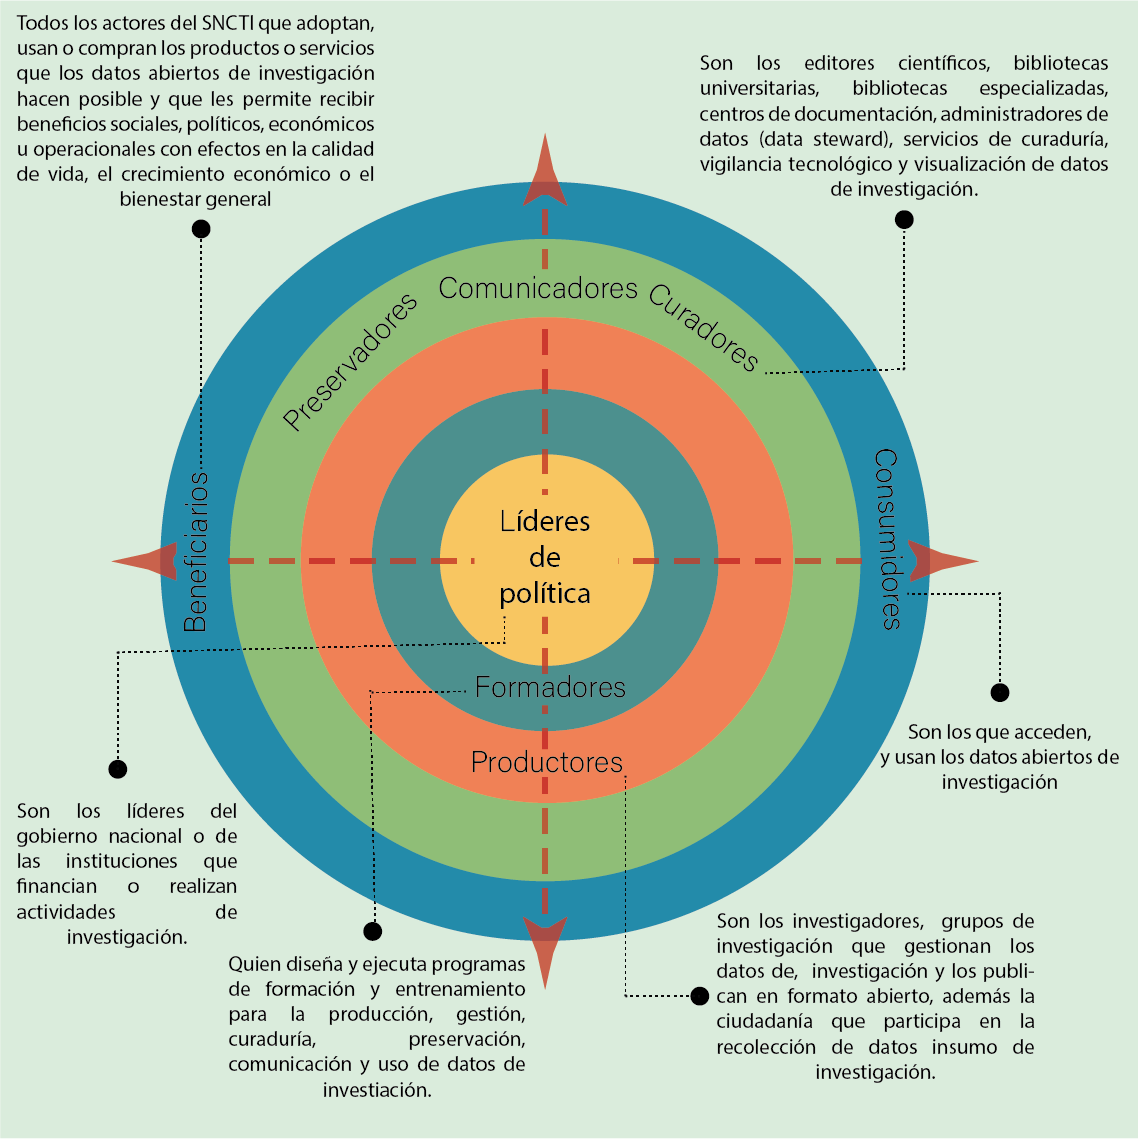 Todos los actores del SNCTI que adoptan,
usan o compran los productos o servicios
que los datos abiertos de investigación
hacen posible y que les permite recibir
beneficios sociales, políticos, económicos
u operacionales con efectos en la calidad
de vida, el crecimiento económico o el
bienestar general
Son los editores científicos, bibliotecas
universitarias, bibliotecas especializadas,
centros de documentación, administradores de
datos (data steward), servicios de curaduría,
vigilancia tecnológico y visualización de datos
de investigación.
Preservadores
Comunicadores
Curadores
Beneficiarios
Consumidores
Líderes
de
política
Formadores
Productores
Son los que acceden,
y usan los datos abiertos de
investigación
Son los líderes del
gobierno nacional o de
las instituciones que
financian o realizan
actividades de
investigación.
Quien diseña y ejecuta programas
de formación y entrenamiento
para la producción, gestión,
curaduría, preservación,
comunicación y uso de datos de
investiación.
Son los investigadores, grupos de
investigación que gestionan los
datos de, investigación y los publi-
can en formato abierto, además la
ciudadanía que participa en la
recolección de datos insumo de
investigación.